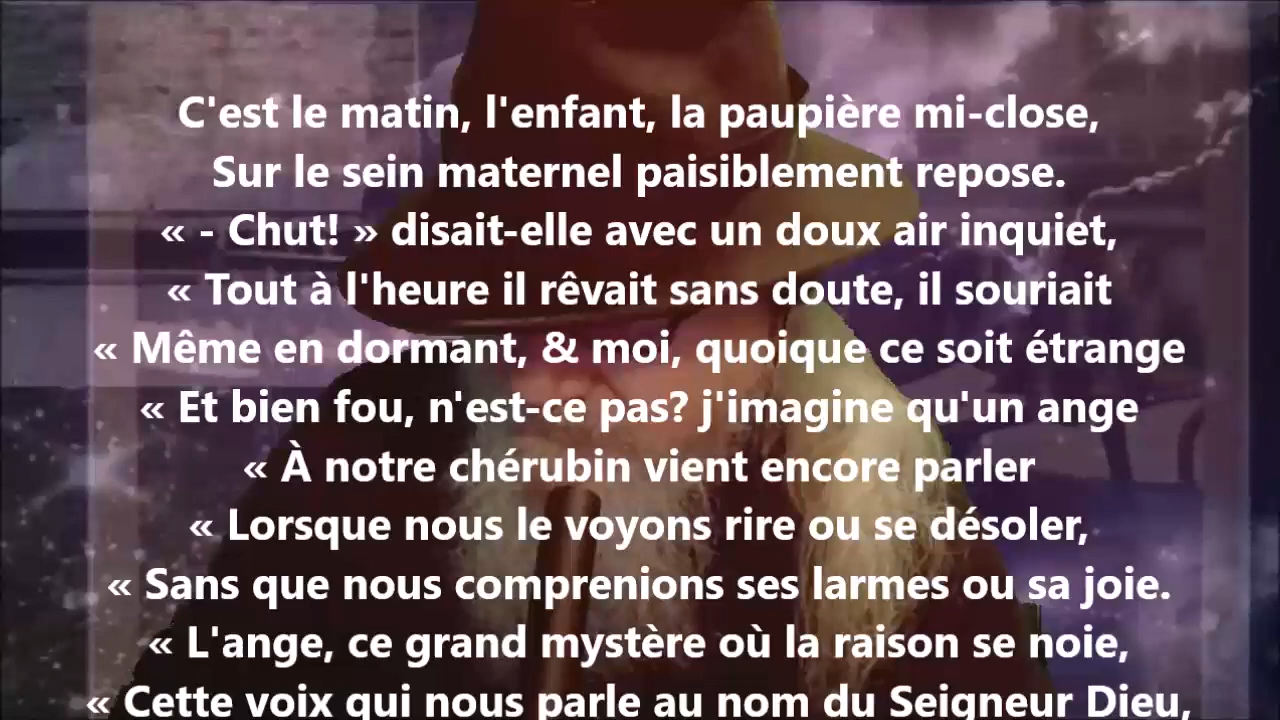 C'est le matin, l'enfant, la paupière mi-close,
Sur le sein maternel paisiblement repose.
« - Chut! » disait-elle avec un doux air inquiet,
« Tout à l'heure il rêvait sans doute, il souriait
« Même en dormant, & moi, quoique ce soit étrange
« Et bien fou, n'est-ce pas? j'imagine qu'un ange
« À notre chérubin vient encore parler
« Lorsque nous le voyons rire ou se désoler,
« Sans que nous comprenions ses larmes ou sa joie.
« L'ange, ce grand mystère où la raison se noie,
« Cette voix qui nous parle au nom du Seigneur Dieu,